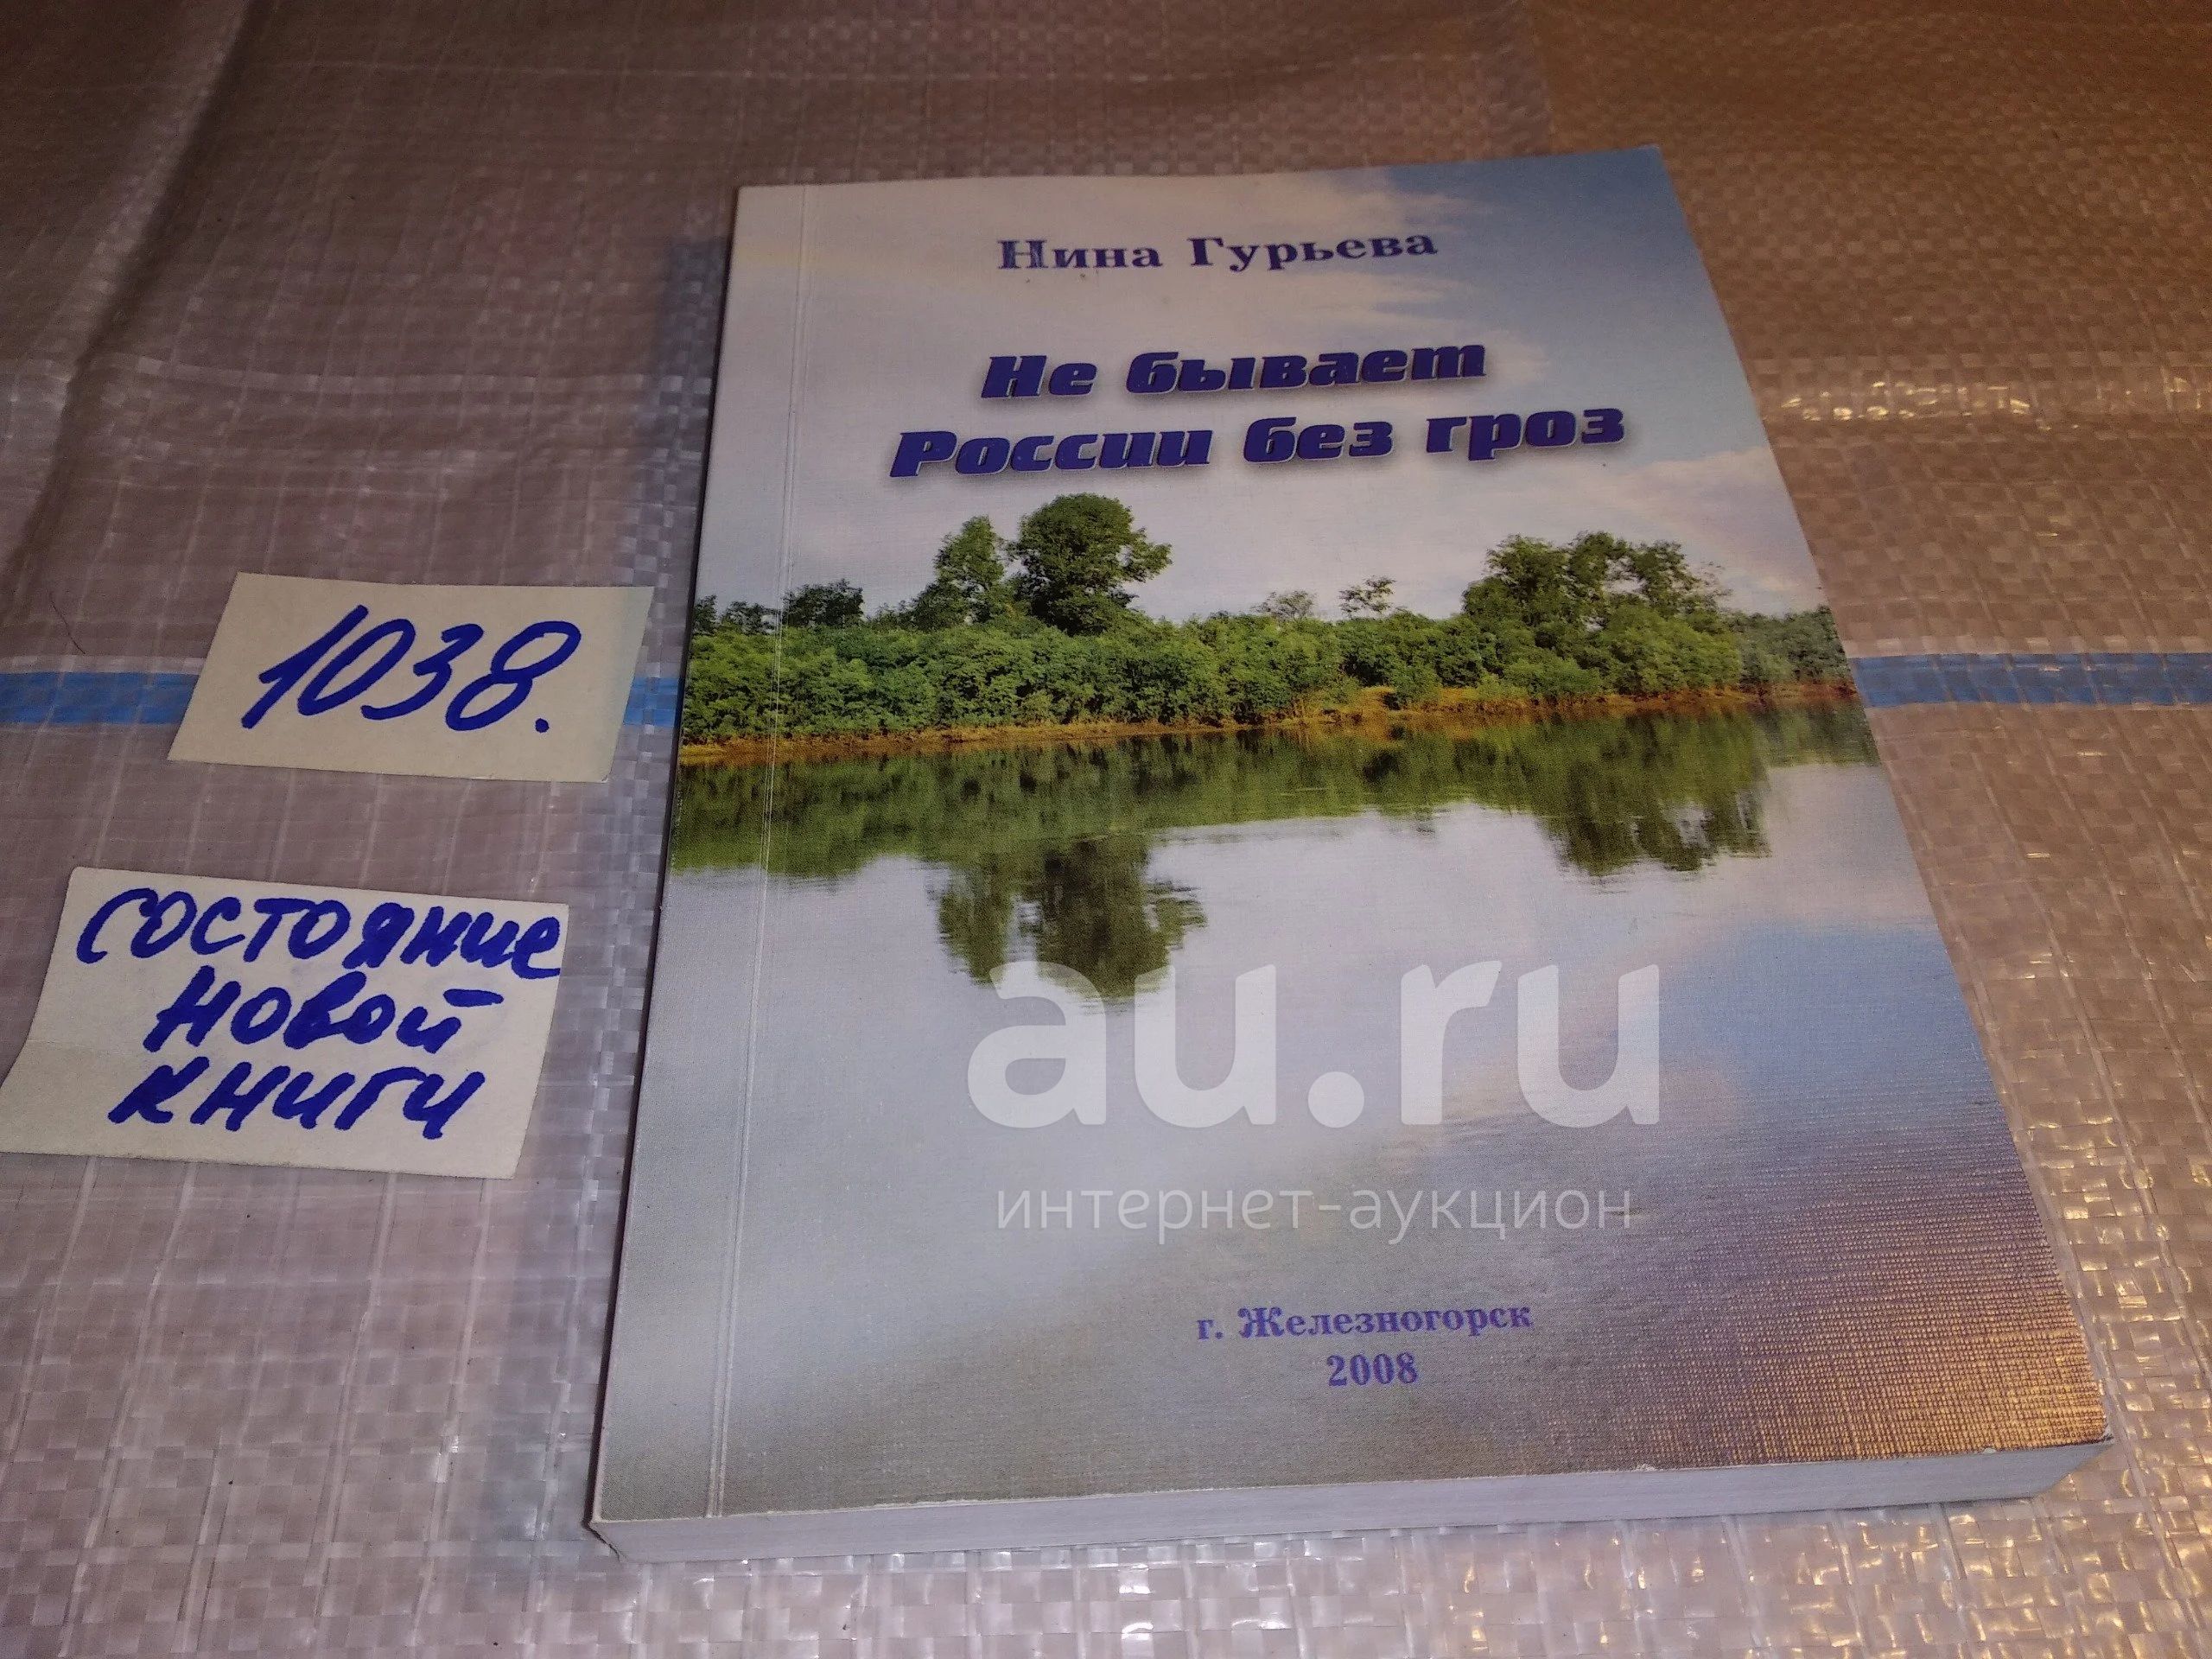 Нина Гурьева
Не бывает
России без гроз
1038.
состояние
новой
книги
au.ru
интернет-аукцион
г. Железногорск
2008